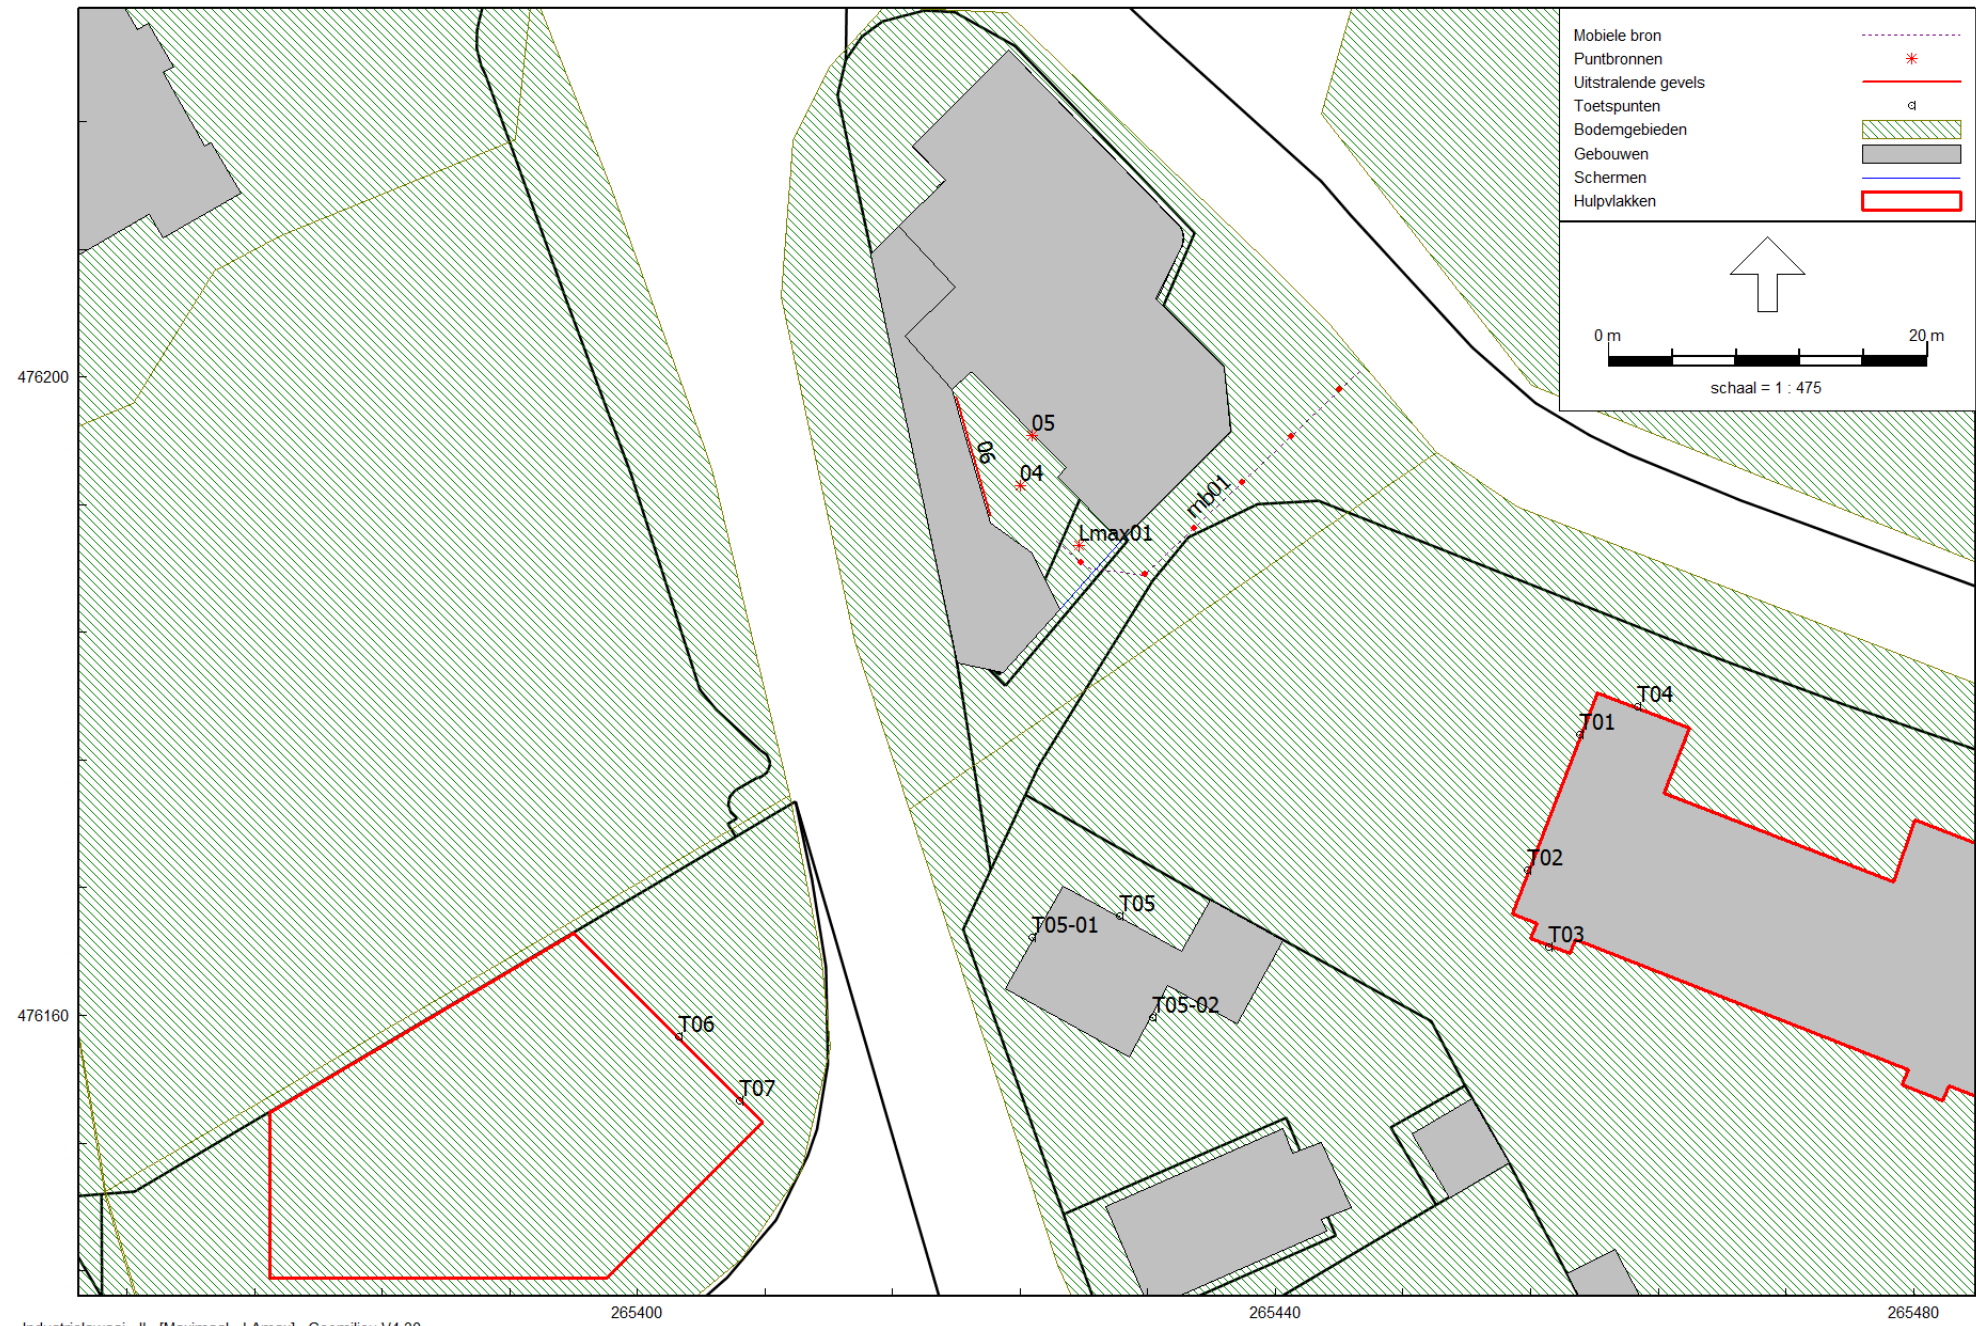 Mobiele bron
Puntbronnen
Uitstralende gevels
Toetspunten
Bodemgebieden
Gebouwen
Schermen
Hulpvlakken
0 m 20 m
schaal = 1 : 475
476200
05
06
04
mb01
Lmax01
T04
T01
T02
T03
T05
T05-01
T05-02
476160
T06
T07
265400 265440 265480